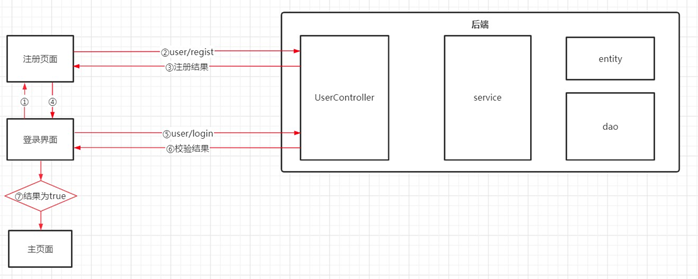 后端
②user/regist
注册页面
③注册结果
UserController
service
entity
①
④
⑤user/login
登录界面
⑥校验结果
dao
⑦结果为true
主页面